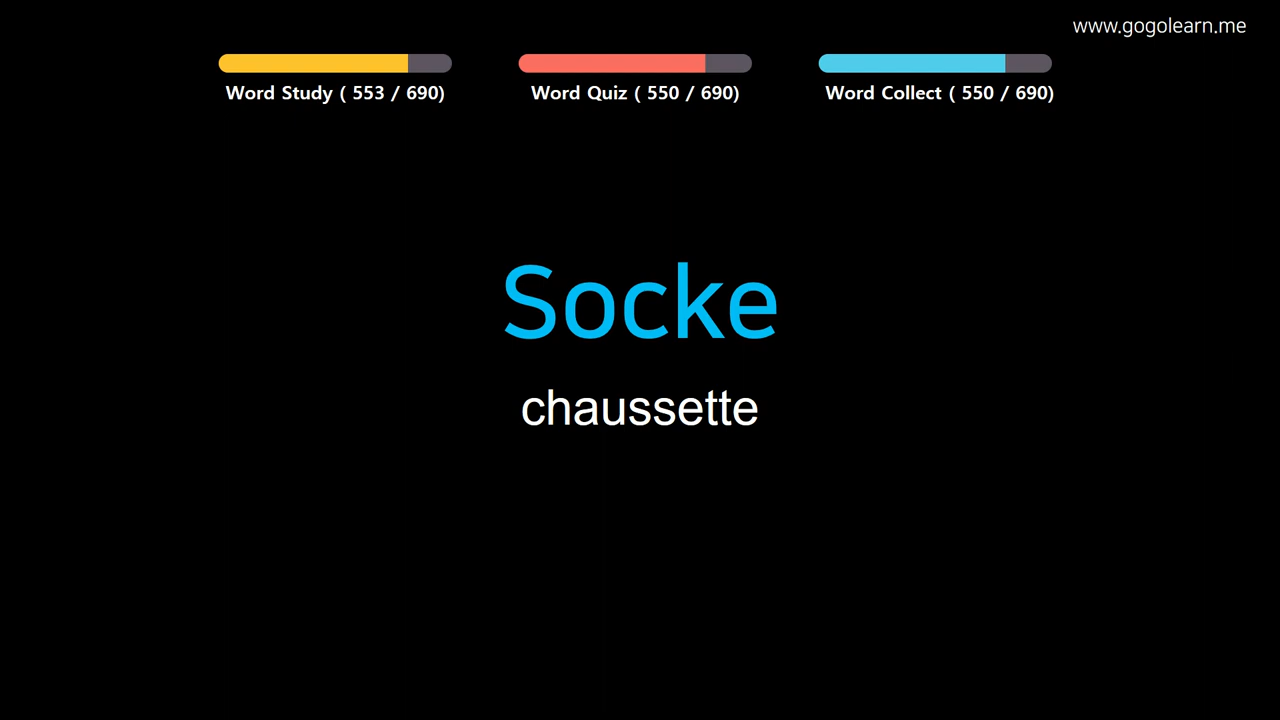 www.gogolearn.me
Word Study ( 553 / 690)
Word Quiz ( 550 / 690)
Word Collect ( 550 / 690)
Socke
chaussette